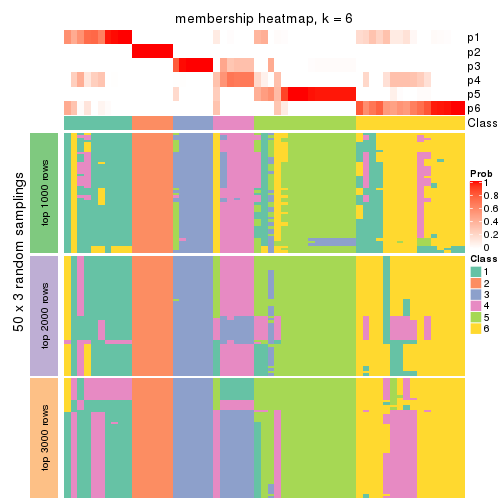 membership heatmap, k = 6
p1
p2
p3
p4
p5
p6
Class
50 x 3 random samplings
top 1000 rows
top 2000 rows
top 3000 rows
Prob
1
0.8
0.6
0.4
0.2
0
Class
1
2
3
4
5
6